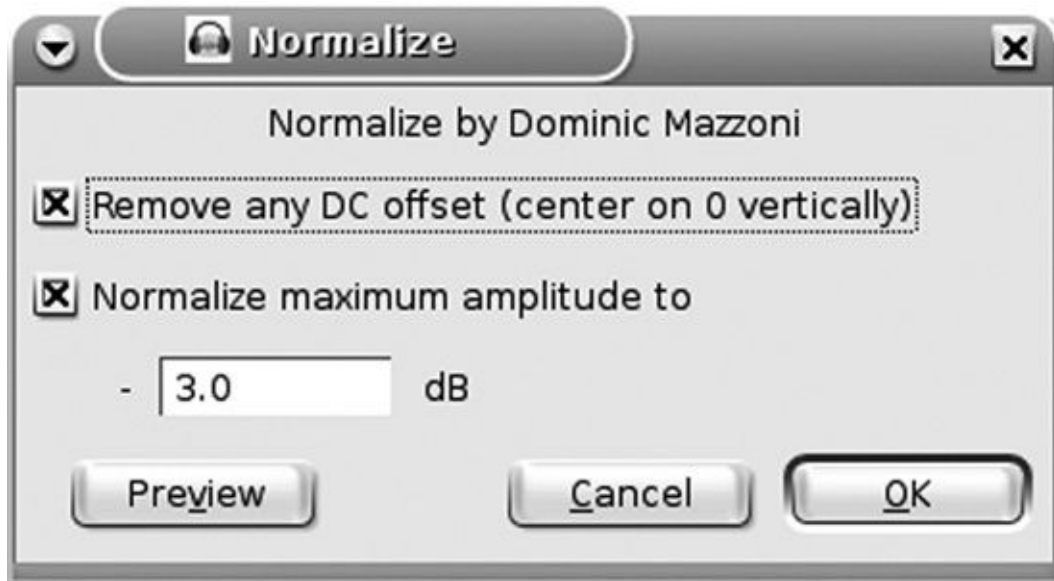 Normalize
Normalize by Dominic Mazzoni
Remove any DC offset (center on 0 vertically)
Normalize maximum amplitude to
- 3.0 dB
Preview Cancel OK